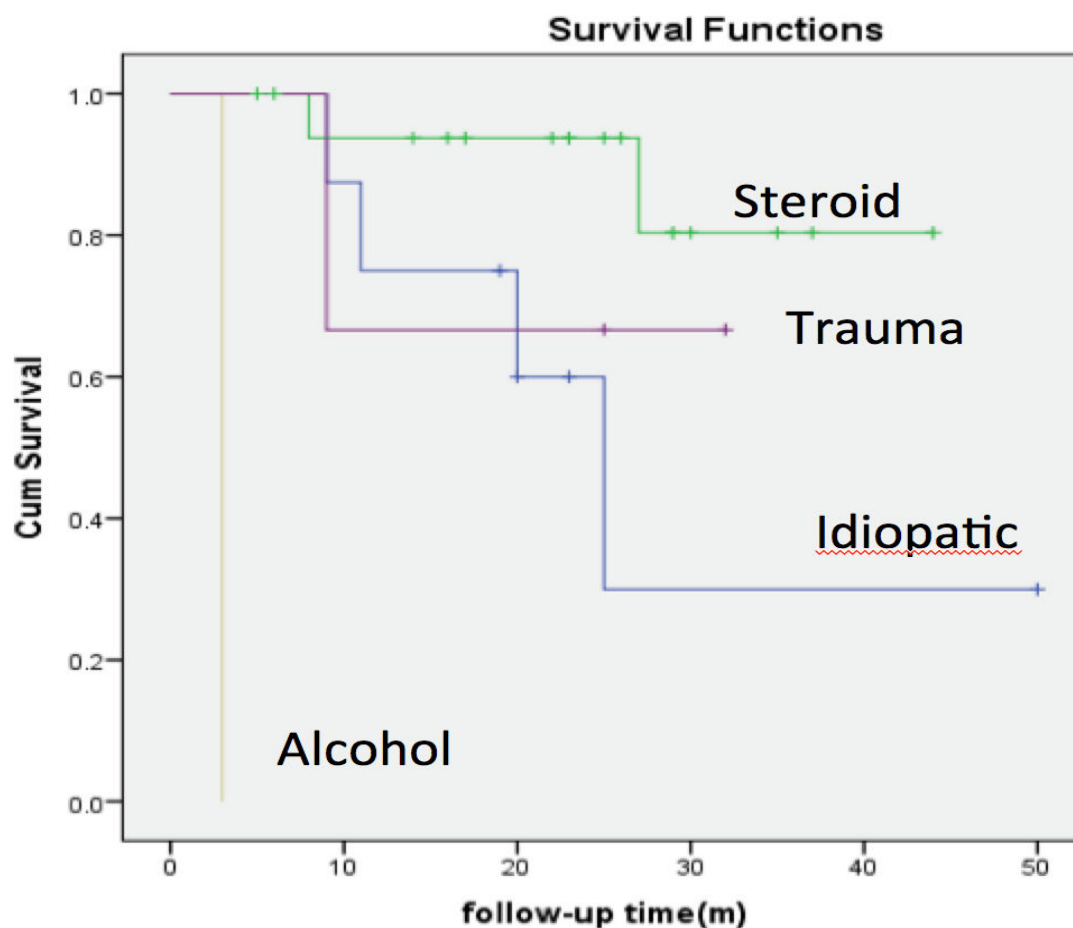 Survival Functions
1.0
0.8
0.6
0.4
0.2
0.0
Cum Survival
Steroid
Trauma
Idiopatic
Alcohol
0 10 20 30 40 50
follow-up time(m)